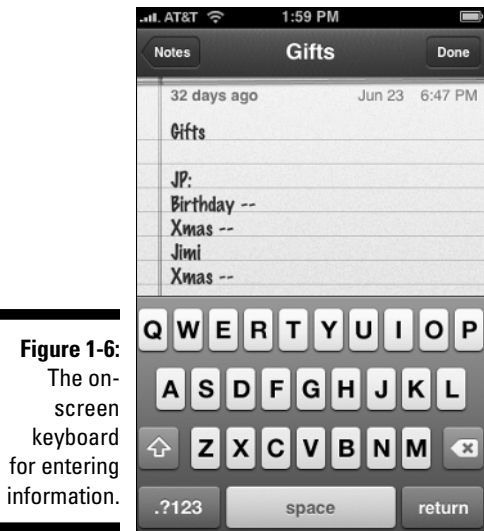 AT&T 1:59 PM
Notes Gifts Done
32 days ago Jun 23 6:47 PM
Gifts
JP:
Birthday --
Xmas --
Jimi
Xmas --
Q W E R T Y U I O P
A S D F G H J K L
Z X C V B N M
.?123 space return
Figure 1-6:
The on-
screen
keyboard
for entering
information.